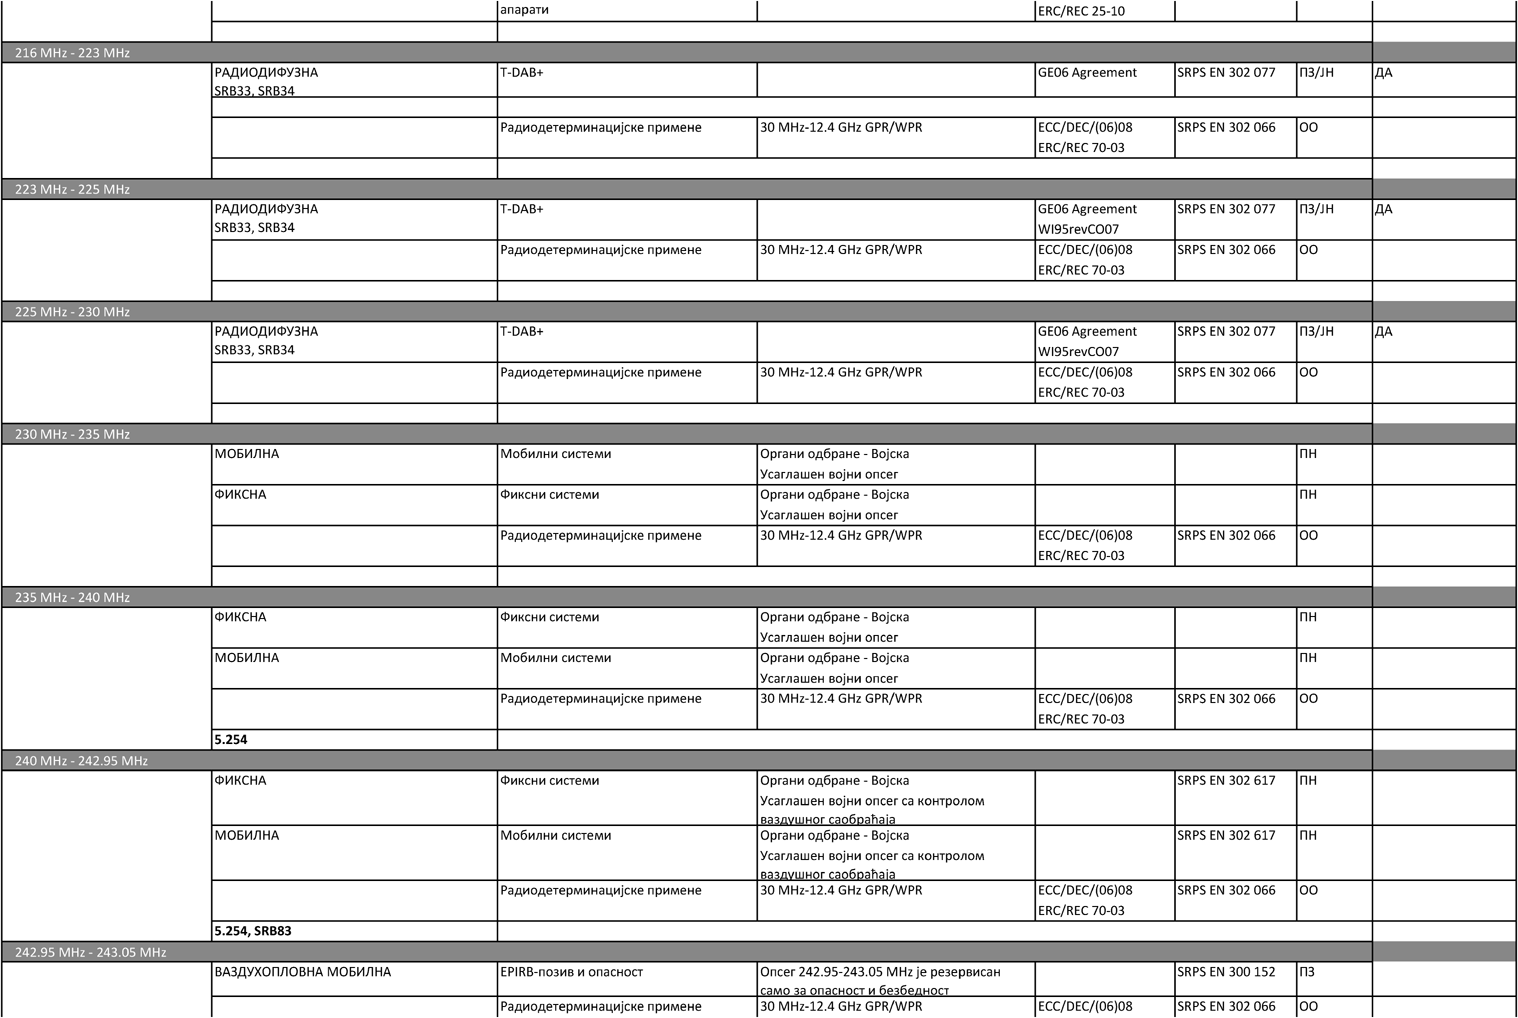 апарати ERC/REC 25-10
216 MHz - 223 MHz
РАДИОДИФУЗНА T-DAB+ GE06 Agreement SRPS EN 302 077 ПЗ/ЈН ДА
SRB33, SRB34
Радиодетерминацијске примене 30 MHz-12.4 GHz GPR/WPR ECC/DEC/(06)08 SRPS EN 302 066 ОО
ERC/REC 70-03
223 MHz - 225 MHz
РАДИОДИФУЗНА T-DAB+ GE06 Agreement SRPS EN 302 077 ПЗ/ЈН ДА
SRB33, SRB34 WI95revCO07
Радиодетерминацијске примене 30 MHz-12.4 GHz GPR/WPR ECC/DEC/(06)08 SRPS EN 302 066 ОО
ERC/REC 70-03
225 MHz - 230 MHz
РАДИОДИФУЗНА T-DAB+ GE06 Agreement SRPS EN 302 077 ПЗ/ЈН ДА
SRB33, SRB34 WI95revCO07
Радиодетерминацијске примене 30 MHz-12.4 GHz GPR/WPR ECC/DEC/(06)08 SRPS EN 302 066 ОО
ERC/REC 70-03
230 MHz - 235 MHz
МОБИЛНА Мобилни системи Органи одбране - Војска ПН
Усаглашен војни опсег
ФИКСНА Фиксни системи Органи одбране - Војска ПН
Усаглашен војни опсег
Радиодетерминацијске примене 30 MHz-12.4 GHz GPR/WPR ECC/DEC/(06)08 SRPS EN 302 066 ОО
ERC/REC 70-03
235 MHz - 240 MHz
ФИКСНА Фиксни системи Органи одбране - Војска ПН
Усаглашен војни опсег
МОБИЛНА Мобилни системи Органи одбране - Војска ПН
Усаглашен војни опсег
Радиодетерминацијске примене 30 MHz-12.4 GHz GPR/WPR ECC/DEC/(06)08 SRPS EN 302 066 ОО
ERC/REC 70-03
5.254
240 MHz - 242.95 MHz
ФИКСНА Фиксни системи Органи одбране - Војска SRPS EN 302 617 ПН
Усаглашен војни опсег са контролом
ваздушног саобраћаја
МОБИЛНА Мобилни системи Органи одбране - Војска SRPS EN 302 617 ПН
Усаглашен војни опсег са контролом
ваздушног саобраћаја
Радиодетерминацијске примене 30 MHz-12.4 GHz GPR/WPR ECC/DEC/(06)08 SRPS EN 302 066 ОО
ERC/REC 70-03
5.254, SRB83
242.95 MHz - 243.05 MHz
ВАЗДУХОПЛОВНА МОБИЛНА EPIRB-позив и опасност Опсег 242.95-243.05 MHz је резервисан SRPS EN 300 152 ПЗ
само за опасност и безбедност
Радиодетерминацијске примене 30 MHz-12.4 GHz GPR/WPR ECC/DEC/(06)08 SRPS EN 302 066 ОО